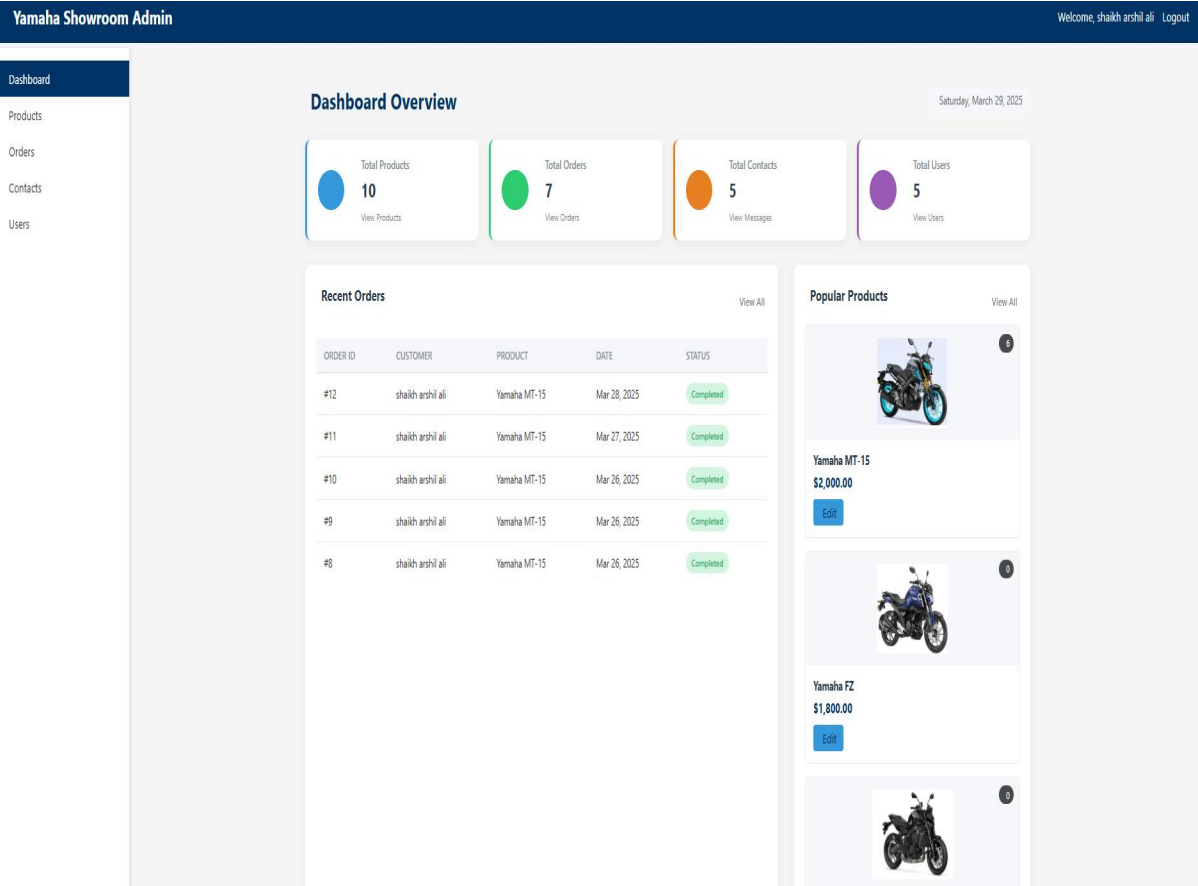 Yamaha Showroom Admin
Welcome, shaikh arshil ali Logout
Dashboard
Products
Orders
Contacts
Users
Dashboard Overview
Saturday, March 29, 2025
Total Products
10
View Products
Total Orders
7
View Orders
Total Contacts
5
View Messages
Total Users
5
View Users
Recent Orders
View All
ORDER ID CUSTOMER PRODUCT DATE STATUS
#12 shaikh arshil ali Yamaha MT-15 Mar 28, 2025 Completed
#11 shaikh arshil ali Yamaha MT-15 Mar 27, 2025 Completed
#10 shaikh arshil ali Yamaha MT-15 Mar 26, 2025 Completed
#9 shaikh arshil ali Yamaha MT-15 Mar 26, 2025 Completed
#8 shaikh arshil ali Yamaha MT-15 Mar 26, 2025 Completed
Popular Products
View All
6
Yamaha MT-15
$2,000.00
Edit
0
Yamaha FZ
$1,800.00
Edit
0